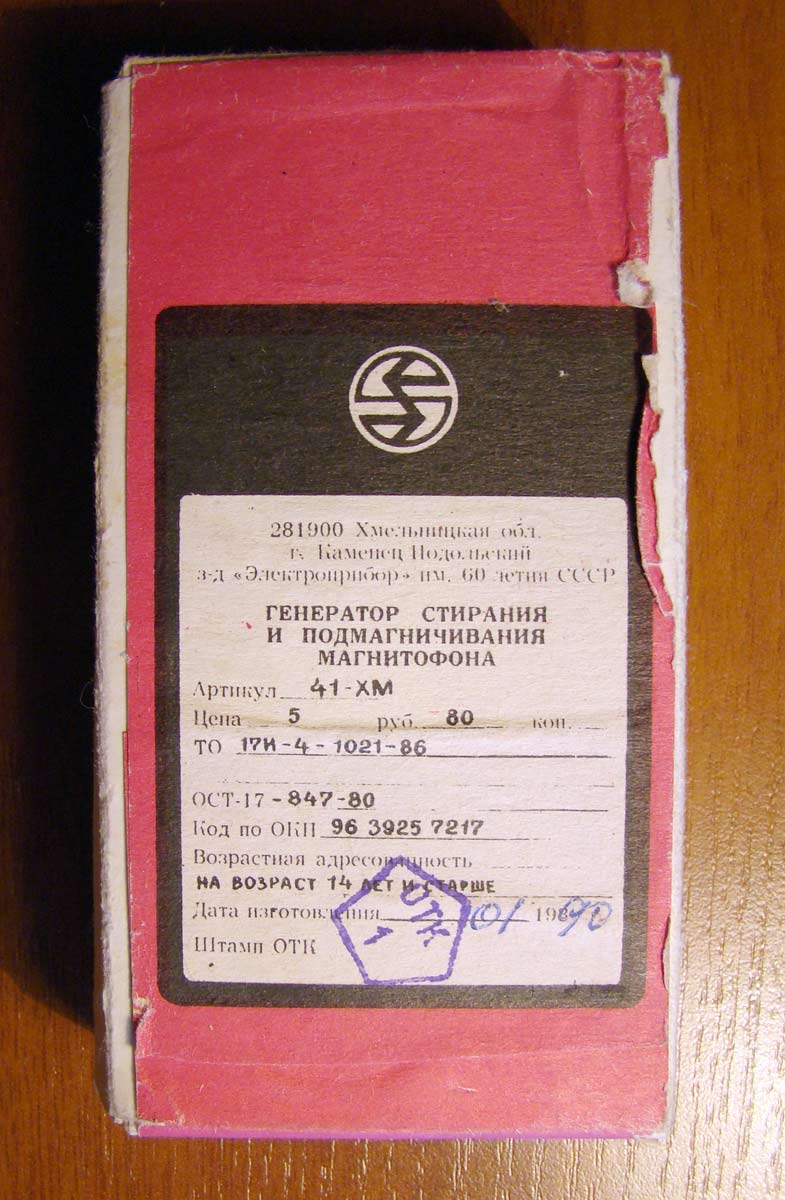 281900 Хмельницкая обл.
г. Каменец Подольский
з-д «Электроприбор» им. 60 летия СССР
ГЕНЕРАТОР СТИРАНИЯ
И ПОДМАГНИЧИВАНИЯ
МАГНИТОФОНА
Артикул 41-ХМ
Цена 5 руб. 80 коп.
ТО 17И-4-1021-86
ОСТ-17-847-80
Код по ОКП 96 3925 7217
Возрастная адресованность
НА ВОЗРАСТ 14 ЛЕТ И СТАРШЕ
Дата изготовления 01 1990
Штамп ОТК
ОТК
1